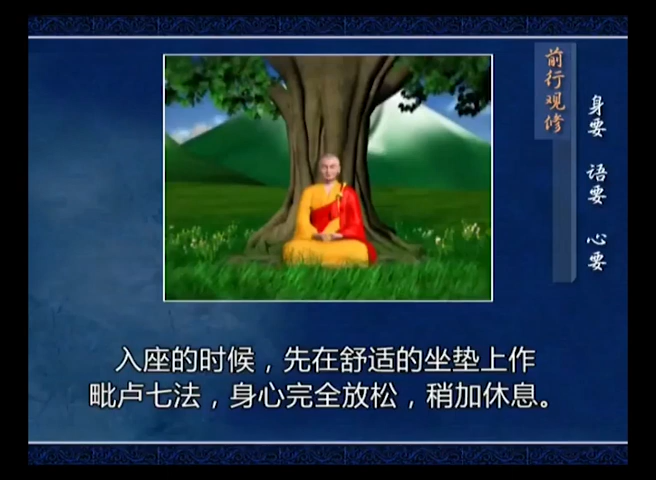 前行观修
身要 语要 心要
入座的时候，先在舒适的坐垫上作
毗卢七法，身心完全放松，稍加休息。